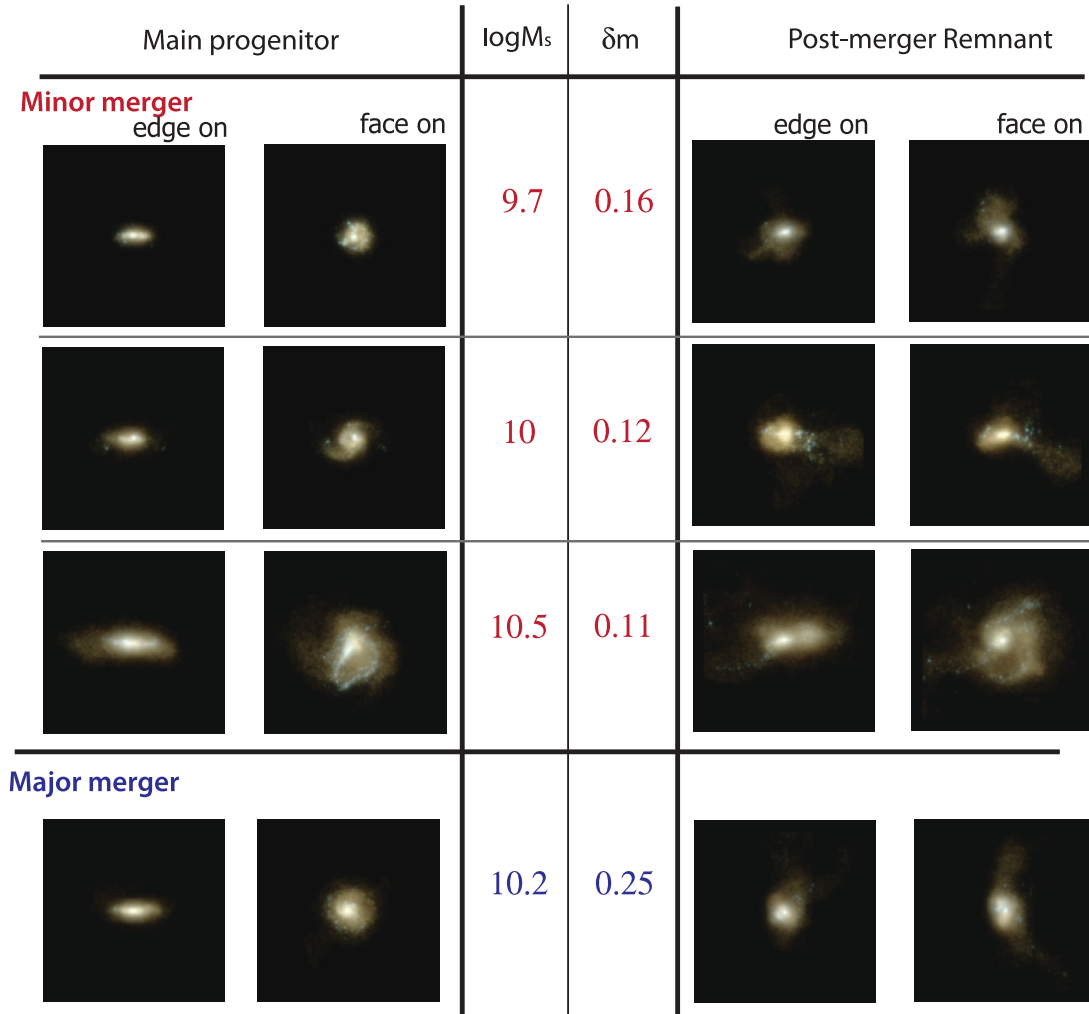 Main progenitor logMs δm Post-merger Remnant
Minor merger
edge on face on edge on face on
9.7 0.16
10 0.12
10.5 0.11
Major merger
10.2 0.25